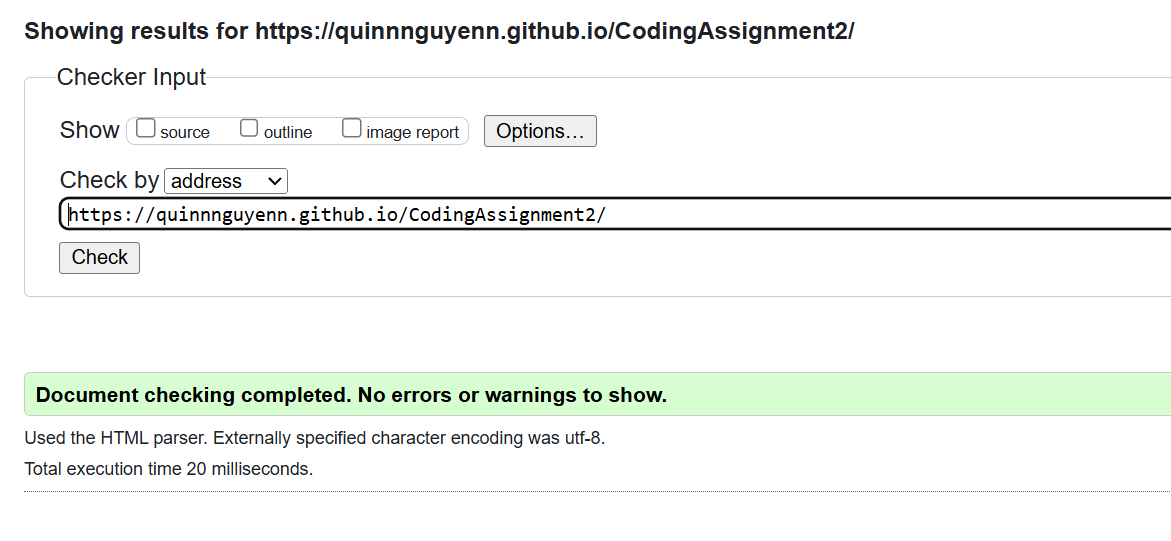 Showing results for https://quinnnguyenn.github.io/CodingAssignment2/
Checker Input
Show source outline image report Options...
Check by address
https://quinnnguyenn.github.io/CodingAssignment2/
Check
Document checking completed. No errors or warnings to show.
Used the HTML parser. Externally specified character encoding was utf-8.
Total execution time 20 milliseconds.